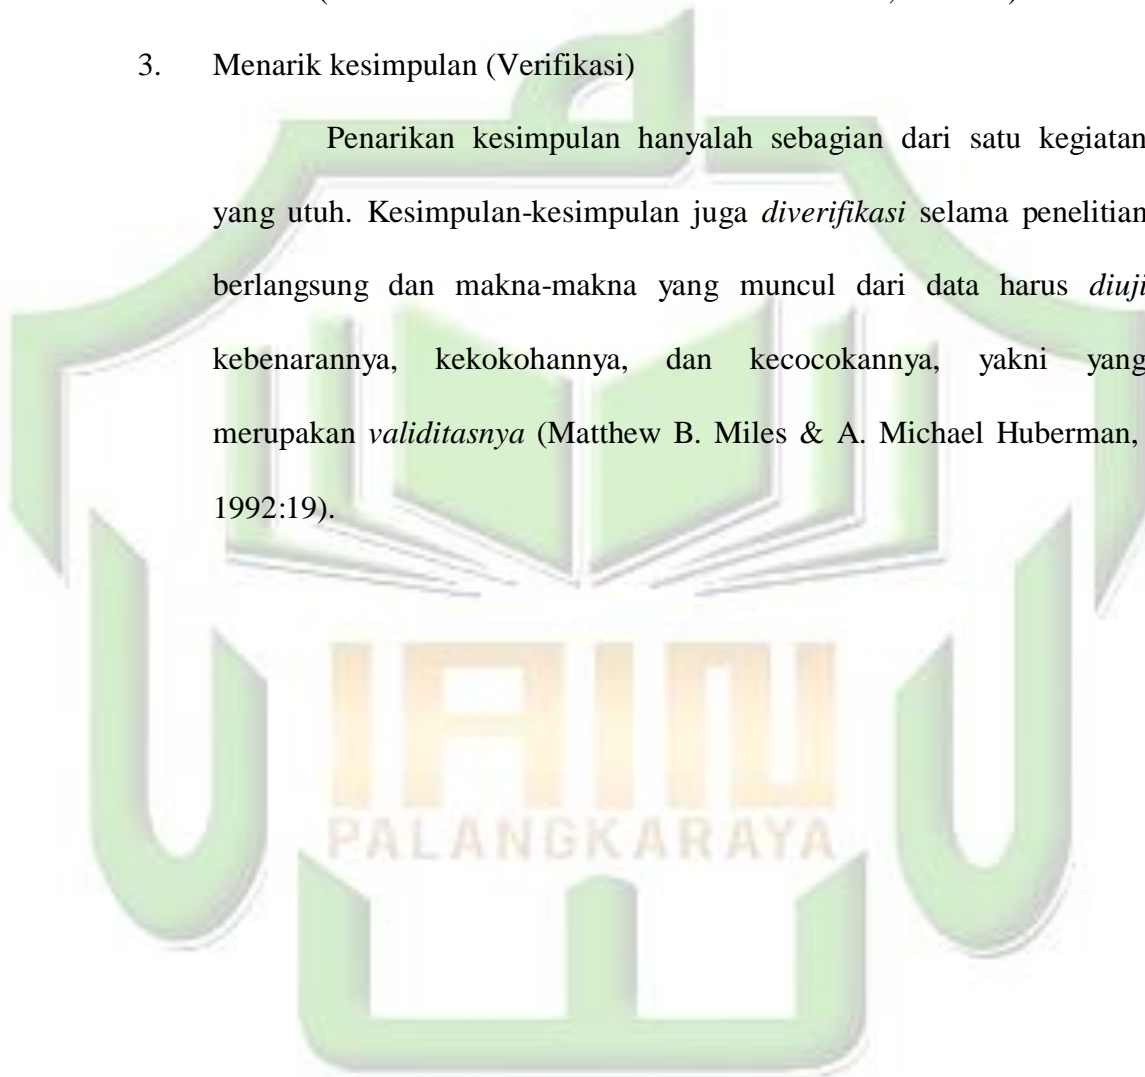 3. Menarik kesimpulan (Verifikasi)
Penarikan kesimpulan hanyalah sebagian dari satu kegiatan
yang utuh. Kesimpulan-kesimpulan juga diverifikasi selama penelitian
berlangsung dan makna-makna yang muncul dari data harus diuji
kebenarannya, kekokohannya, dan kecocokannya, yakni yang
merupakan validitasnya (Matthew B. Miles & A. Michael Huberman,
1992:19).
IAIN
PALANGKARAYA